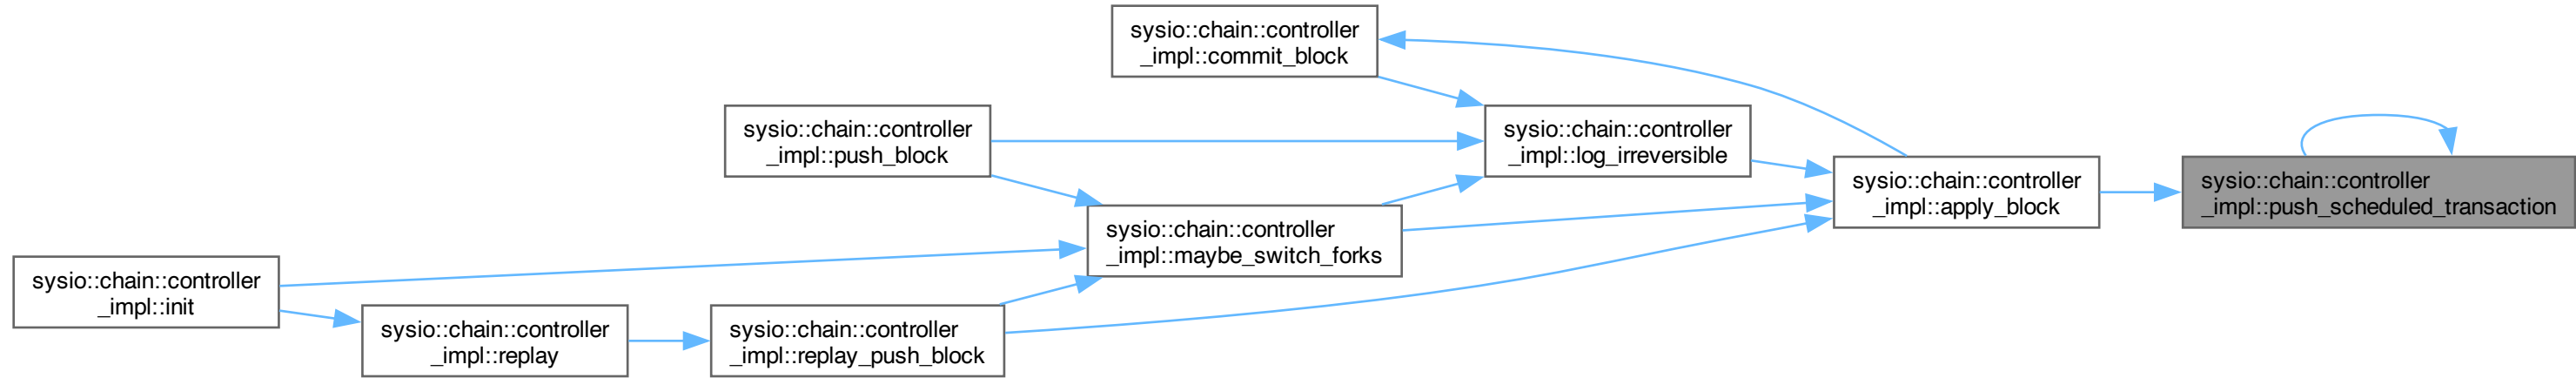 sysio::chain::controller
_impl::commit_block
sysio::chain::controller
_impl::push_block
sysio::chain::controller
_impl::log_irreversible
sysio::chain::controller
_impl::apply_block
sysio::chain::controller
_impl::push_scheduled_transaction
sysio::chain::controller
_impl::maybe_switch_forks
sysio::chain::controller
_impl::init
sysio::chain::controller
_impl::replay
sysio::chain::controller
_impl::replay_push_block